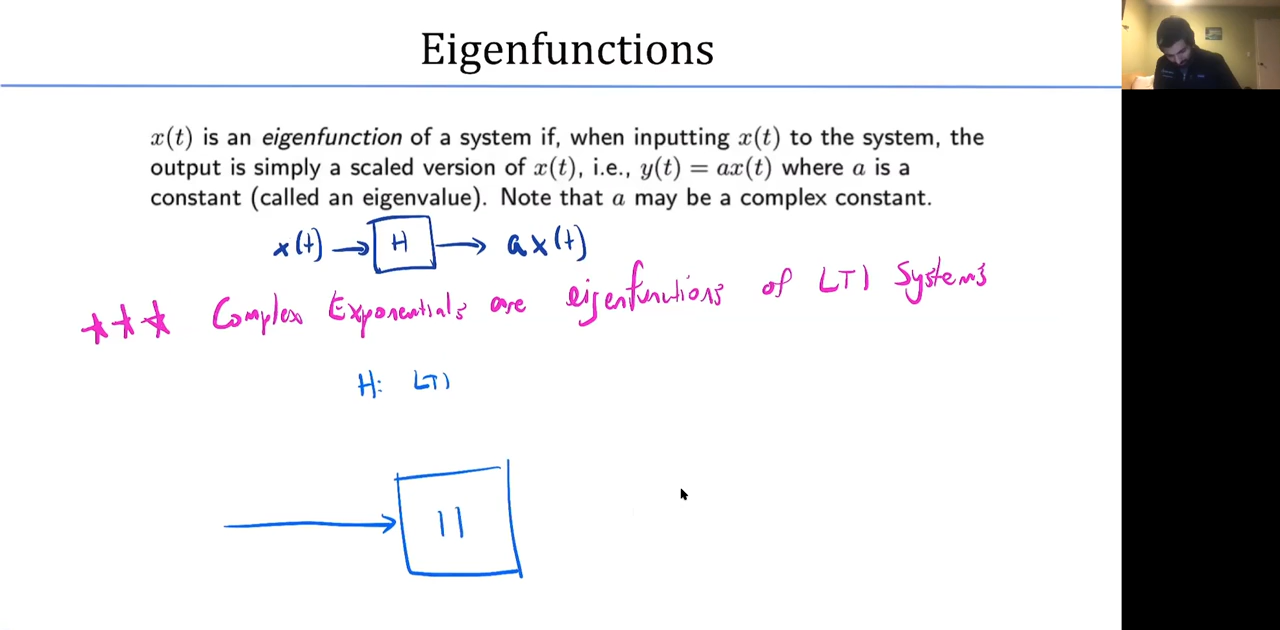 Eigenfunctions
x(t) is an eigenfunction of a system if, when inputting x(t) to the system, the
output is simply a scaled version of x(t), i.e., y(t) = ax(t) where a is a
constant (called an eigenvalue). Note that a may be a complex constant.
x(t) → H → a x(t)
*** Complex Exponentials are eigenfunctions of LTI Systems
H: LTI